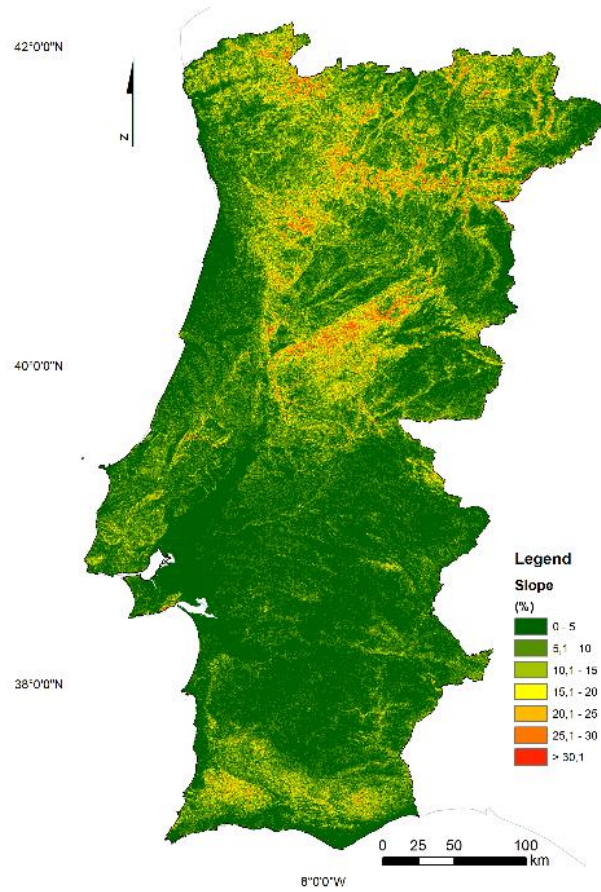 42°0'0"N
N
40°0'0"N
38°0'0"N
Legend
Slope
(%)
0 - 5
5,1 - 10
10,1 - 15
15,1 - 20
20,1 - 25
25,1 - 30
> 30,1
0 25 50 100
km
8°0'0"W